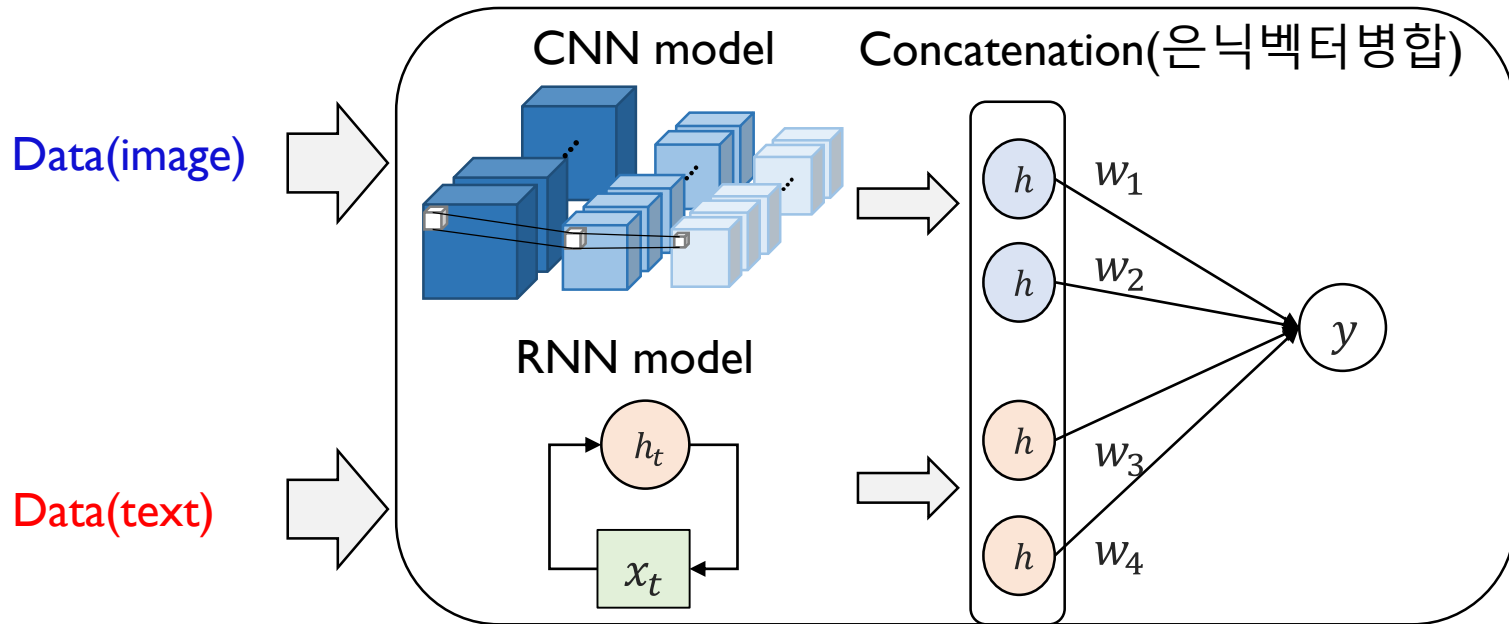 CNN model
Concatenation(은닉벡터병합)
Data(image)
h
w₁
h
w₂
y
RNN model
hₜ
h
w₃
Data(text)
xₜ
h
w₄